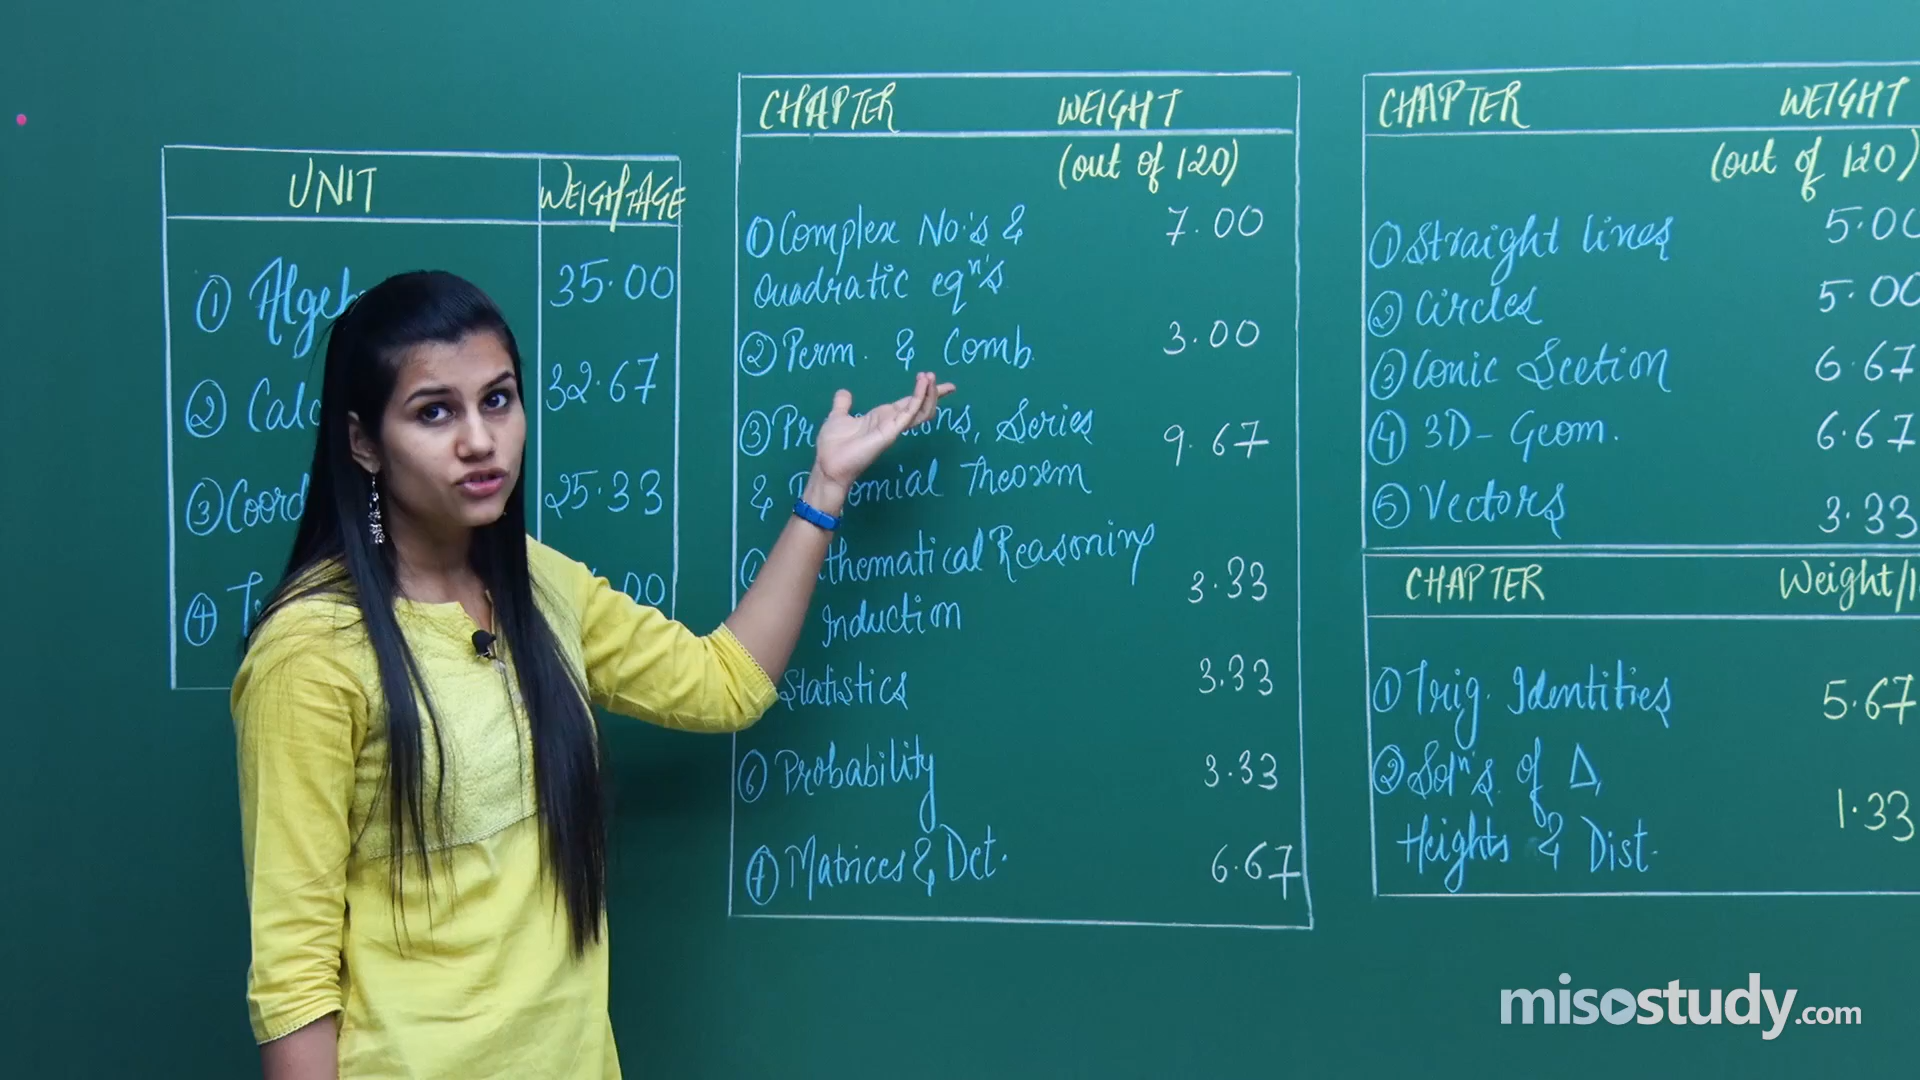 UNIT WEIGHTAGE
① Algeb 35.00
② Calc 32.67
③ Coord 25.33
④ T .00
CHAPTER WEIGHT
(out of 120)
① Complex No's & 7.00
Quadratic eqⁿ's
② Perm. & Comb. 3.00
③ Pr ons, Series 9.67
& omial Theorem
thematical Reasoning
Induction 3.33
Statistics 3.33
⑥ Probability 3.33
⑦ Matrices & Det. 6.67
CHAPTER WEIGHT
(out of 120)
① Straight lines 5.00
② Circles 5.00
③ Conic Section 6.67
④ 3D-Geom. 6.67
⑤ Vectors 3.33
CHAPTER Weight/1
① Trig. Identities 5.67
② Solⁿ's. of Δ,
Heights & Dist. 1.33
misostudy.com